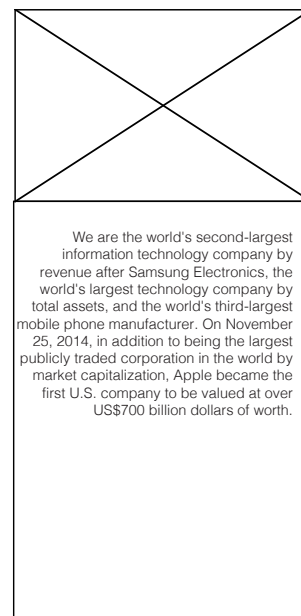 We are the world's second-largest
information technology company by
revenue after Samsung Electronics, the
world's largest technology company by
total assets, and the world's third-largest
mobile phone manufacturer. On November
25, 2014, in addition to being the largest
publicly traded corporation in the world by
market capitalization, Apple became the
first U.S. company to be valued at over
US$700 billion dollars of worth.